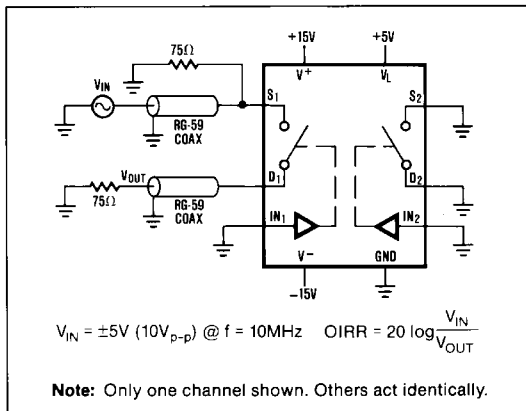 +15V
+5V
75Ω
V+
VL
VIN
S1
S2
RG-59
COAX
VOUT
D1
D2
75Ω
RG-59
COAX
IN1
IN2
V−
GND
−15V
VIN = ±5V (10Vp-p) @ f = 10MHz OIRR = 20 log VIN
VOUT
Note: Only one channel shown. Others act identically.